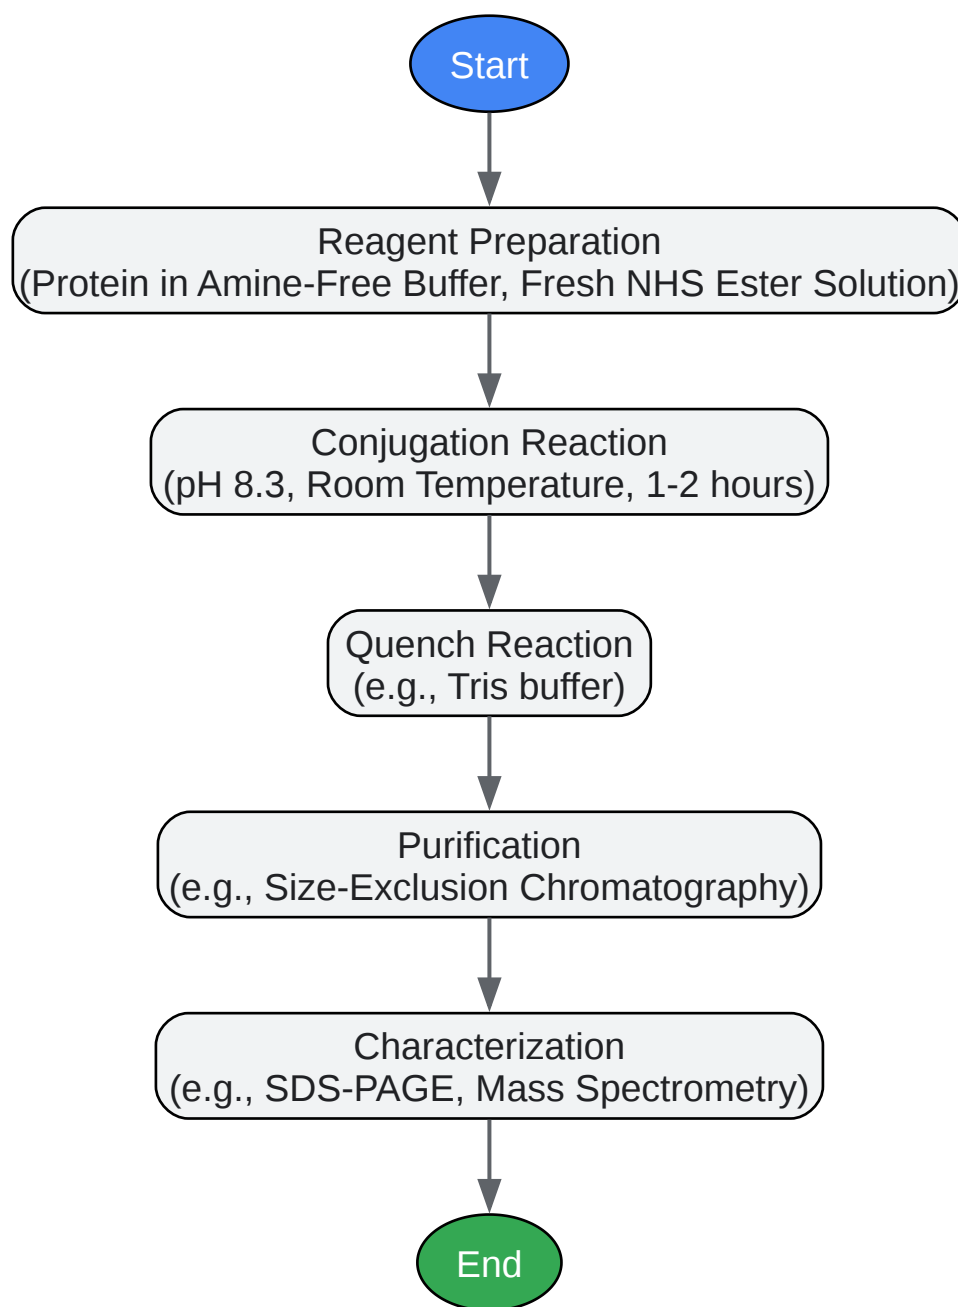 Start
Reagent Preparation
(Protein in Amine-Free Buffer, Fresh NHS Ester Solution)
Conjugation Reaction
(pH 8.3, Room Temperature, 1-2 hours)
Quench Reaction
(e.g., Tris buffer)
Purification
(e.g., Size-Exclusion Chromatography)
Characterization
(e.g., SDS-PAGE, Mass Spectrometry)
End